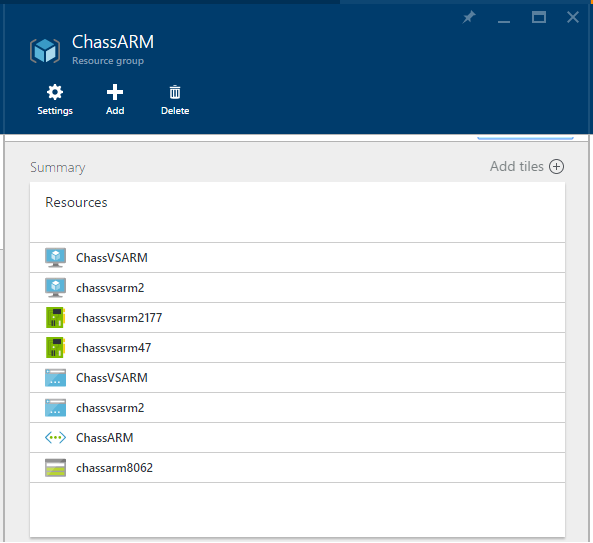 ChassARM
Resource group
Settings Add Delete
Summary Add tiles
Resources
ChassVSARM
chassvsarm2
chassvsarm2177
chassvsarm47
ChassVSARM
chassvsarm2
ChassARM
chassarm8062